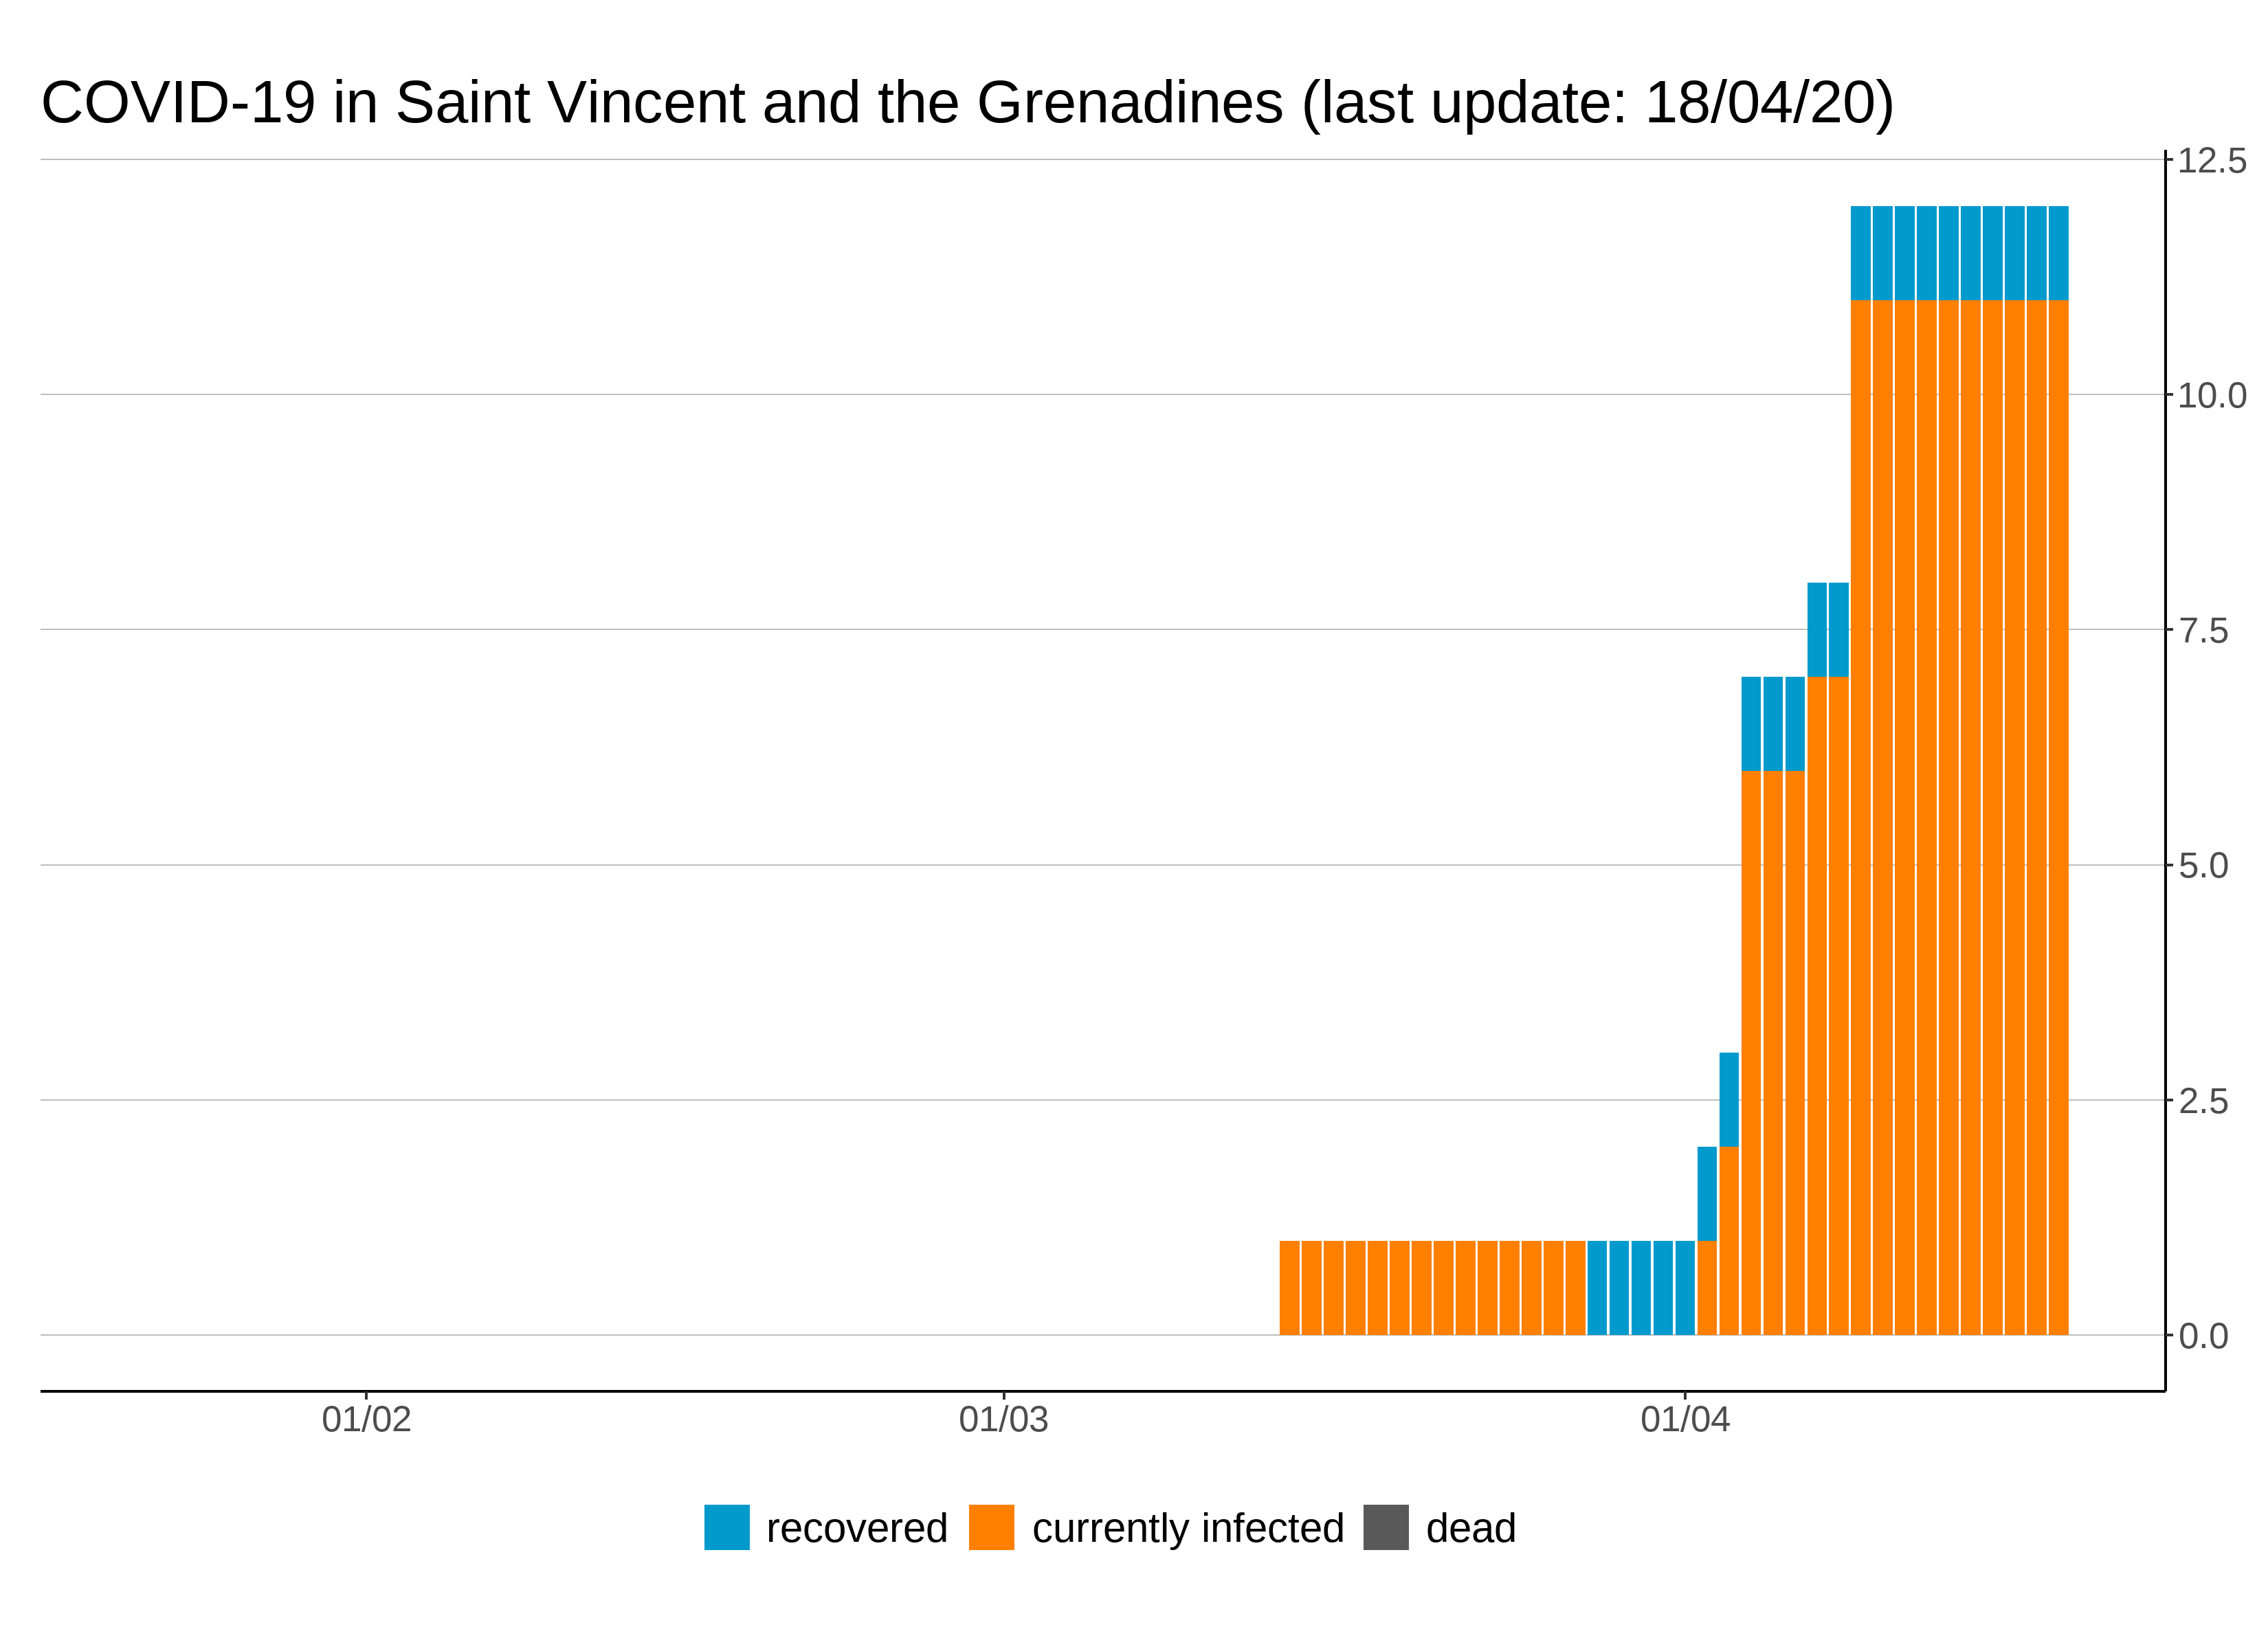 COVID-19 in Saint Vincent and the Grenadines (last update: 18/04/20)
12.5
10.0
7.5
5.0
2.5
0.0
01/02 01/03 01/04
recovered currently infected dead